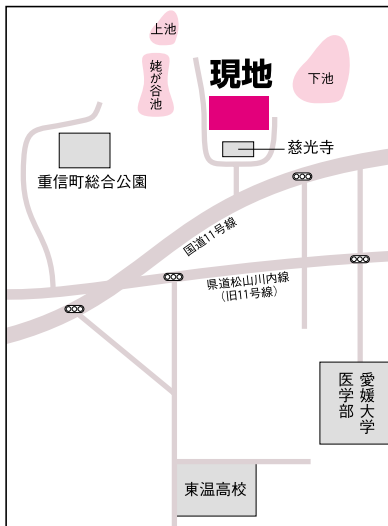 上池
姥が谷池
現地
下池
慈光寺
重信町総合公園
国道11号線
県道松山川内線
（旧11号線）
愛媛大学
医学部
東温高校